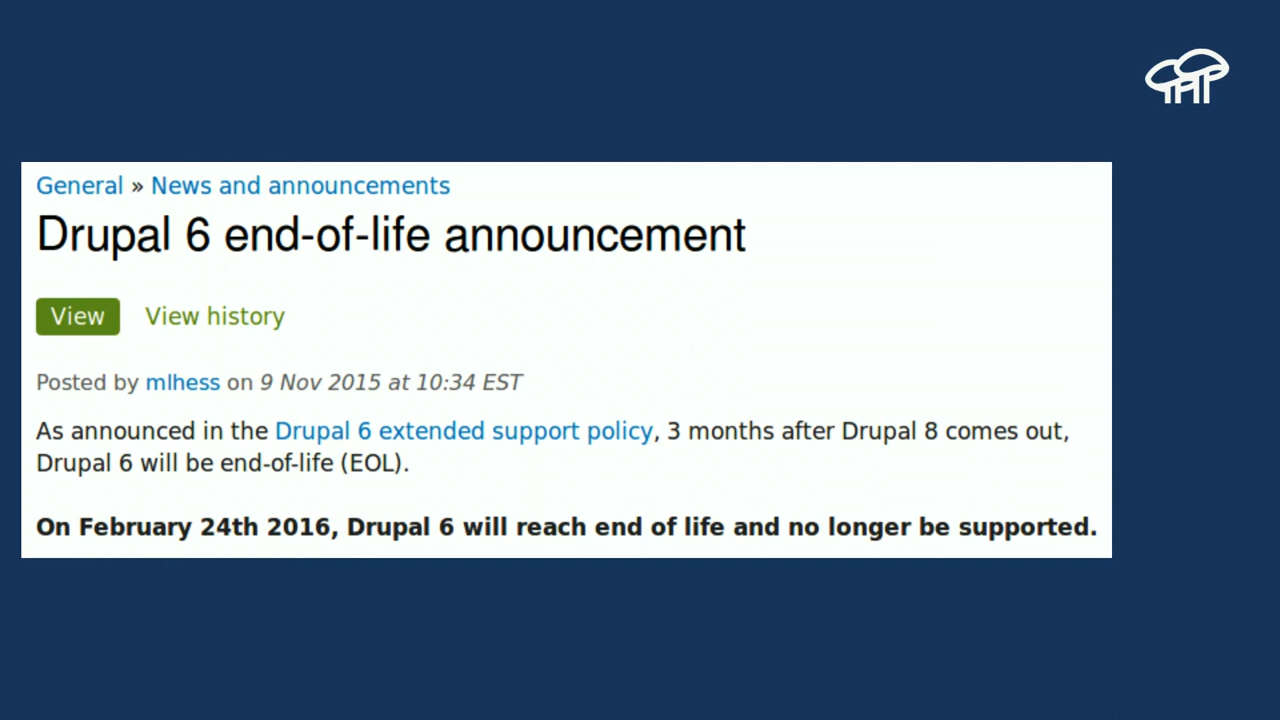 General » News and announcements
Drupal 6 end-of-life announcement
View View history
Posted by mlhess on 9 Nov 2015 at 10:34 EST
As announced in the Drupal 6 extended support policy, 3 months after Drupal 8 comes out,
Drupal 6 will be end-of-life (EOL).
On February 24th 2016, Drupal 6 will reach end of life and no longer be supported.